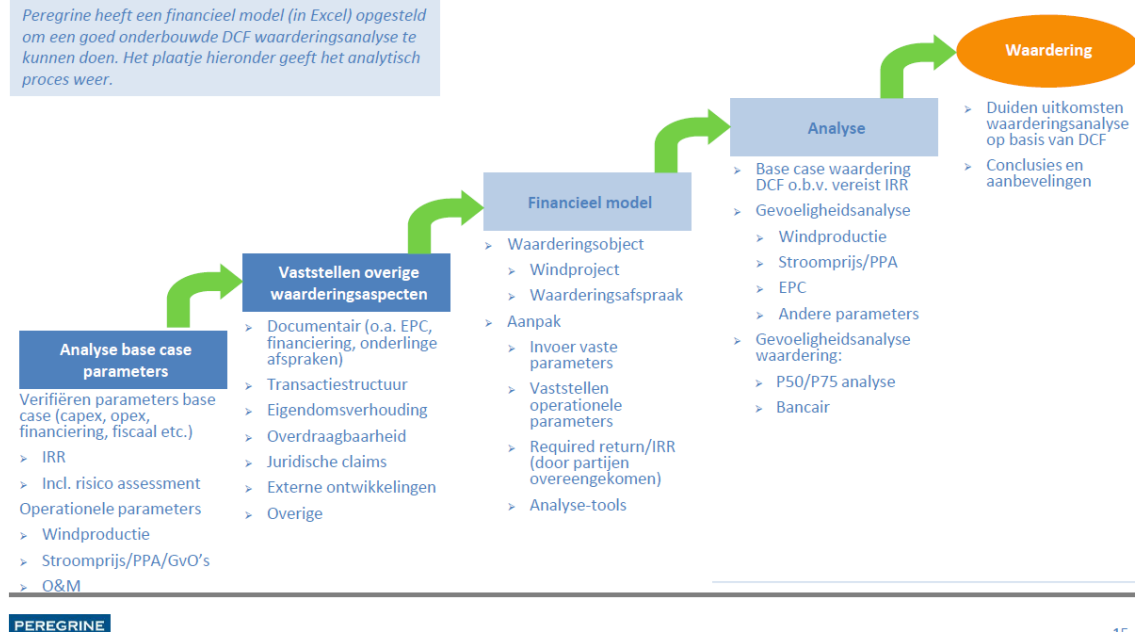 Peregrine heeft een financieel model (in Excel) opgesteld
om een goed onderbouwde DCF waarderingsanalyse te
kunnen doen. Het plaatje hieronder geeft het analytisch
proces weer.
Analyse base case
parameters
Verifiëren parameters base
case (capex, opex,
financiering, fiscaal etc.)
➢ IRR
➢ Incl. risico assessment
Operationele parameters
➢ Windproductie
➢ Stroomprijs/PPA/GvO's
➢ O&M
Vaststellen overige
waarderingsaspecten
➢ Documentair (o.a. EPC,
financiering, onderlinge
afspraken)
➢ Transactiestructuur
➢ Eigendomsverhouding
➢ Overdraagbaarheid
➢ Juridische claims
➢ Externe ontwikkelingen
➢ Overige
Financieel model
➢ Waarderingsobject
➢ Windproject
➢ Waarderingsafspraak
➢ Aanpak
➢ Invoer vaste
parameters
➢ Vaststellen
operationele
parameters
➢ Required return/IRR
(door partijen
overeengekomen)
➢ Analyse-tools
Analyse
➢ Base case waardering
DCF o.b.v. vereist IRR
➢ Gevoeligheidsanalyse
➢ Windproductie
➢ Stroomprijs/PPA
➢ EPC
➢ Andere parameters
➢ Gevoeligheidsanalyse
waardering:
➢ P50/P75 analyse
➢ Bancair
Waardering
➢ Duiden uitkomsten
waarderingsanalyse
op basis van DCF
➢ Conclusies en
aanbevelingen
PEREGRINE